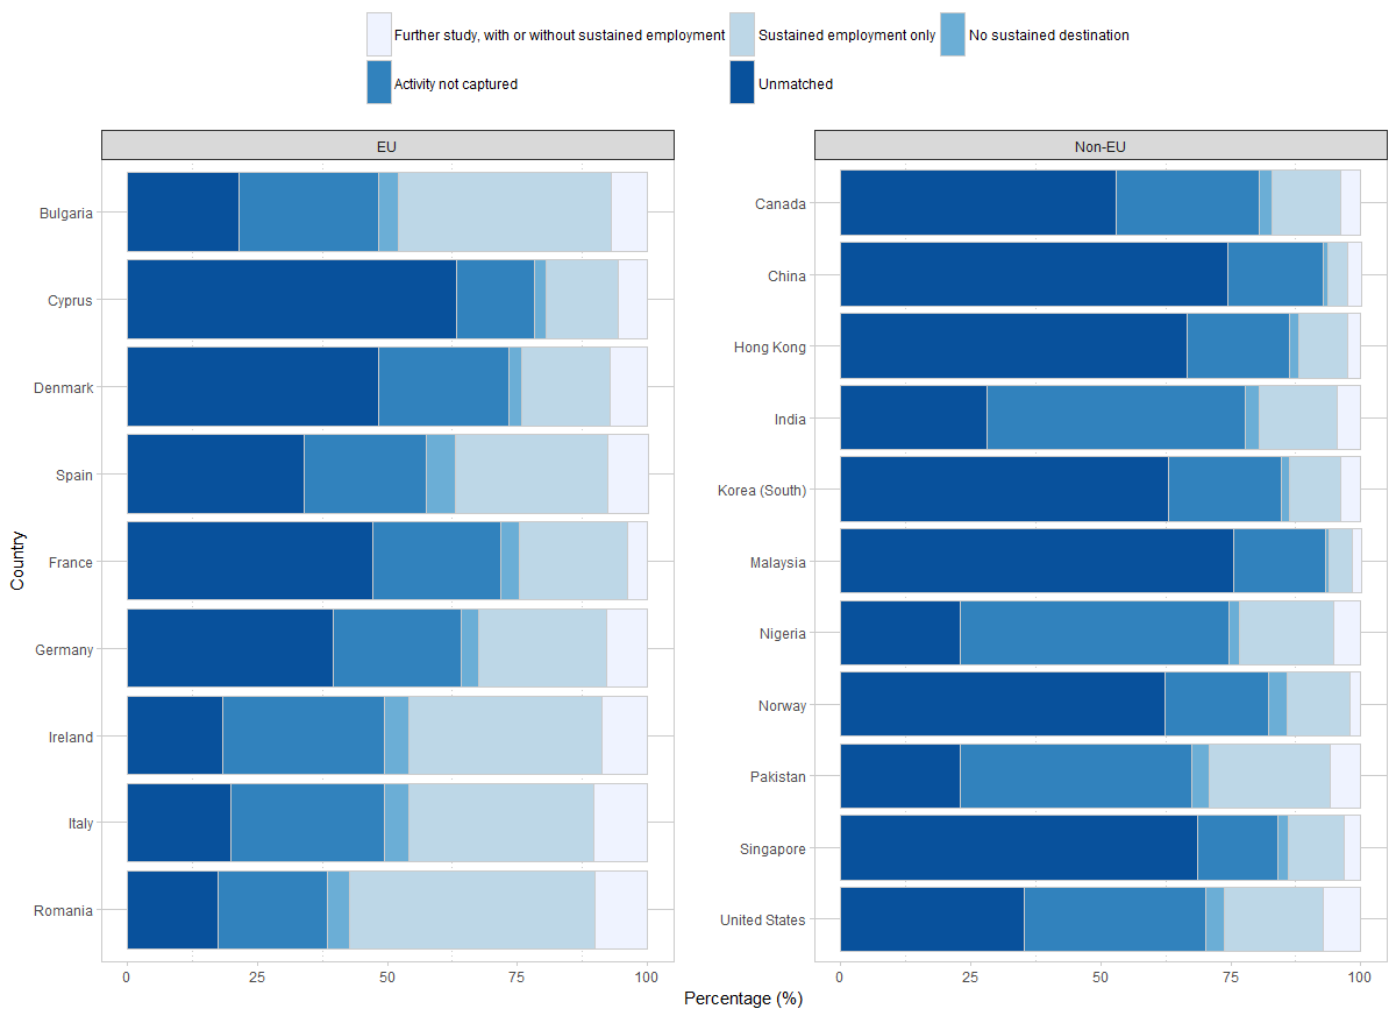 Further study, with or without sustained employment Sustained employment only No sustained destination
Activity not captured Unmatched
EU
Non-EU
Country
Bulgaria
Cyprus
Denmark
Spain
France
Germany
Ireland
Italy
Romania
0 25 50 75 100
Canada
China
Hong Kong
India
Korea (South)
Malaysia
Nigeria
Norway
Pakistan
Singapore
United States
0 25 50 75 100
Percentage (%)